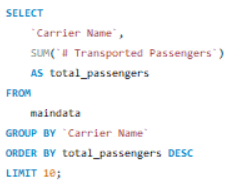 SELECT
`Carrier Name`,
SUM(`# Transported Passengers`)
AS total_passengers
FROM
maindata
GROUP BY `Carrier Name`
ORDER BY total_passengers DESC
LIMIT 10;